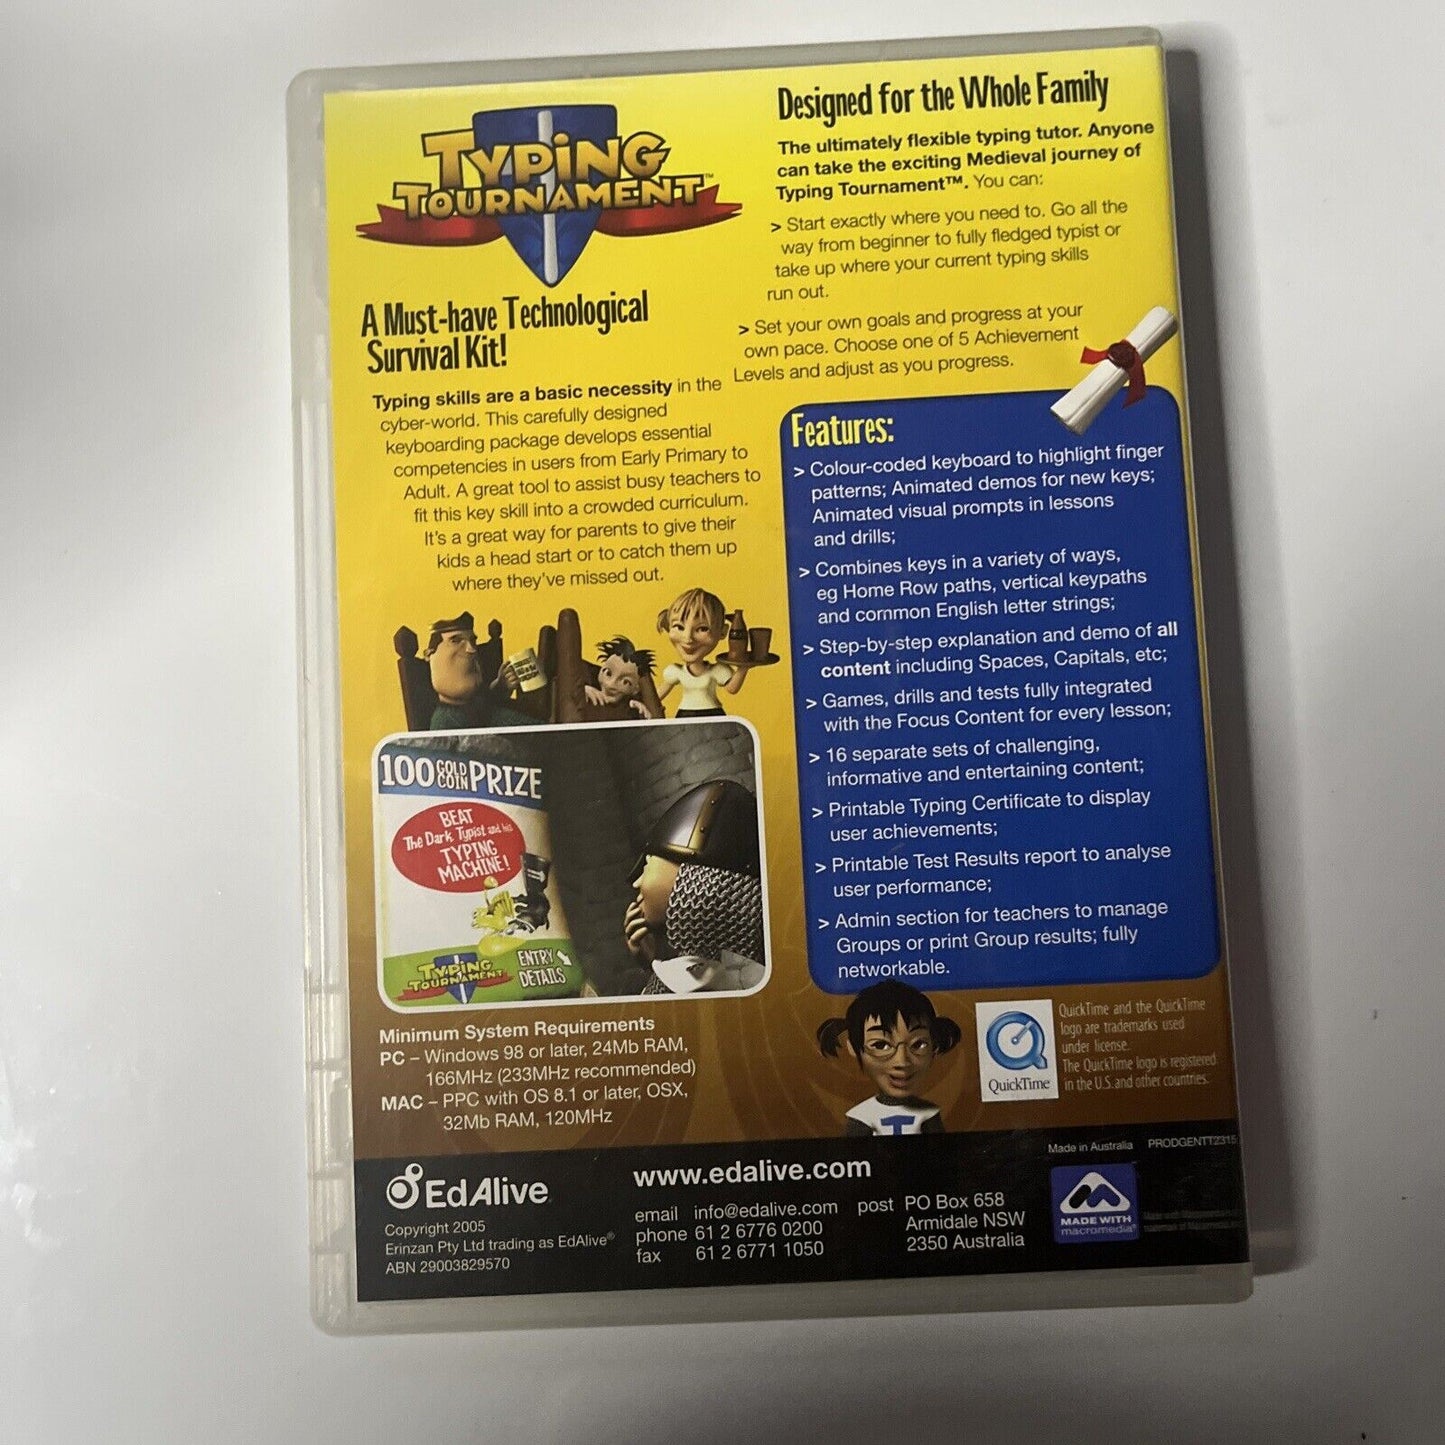 TYPING
TOURNAMENT™
A Must-have Technological
Survival Kit!
Typing skills are a basic necessity in the
cyber-world. This carefully designed
keyboarding package develops essential
competencies in users from Early Primary to
Adult. A great tool to assist busy teachers to
fit this key skill into a crowded curriculum.
It's a great way for parents to give their
kids a head start or to catch them up
where they've missed out.
100 GOLD COIN PRIZE
BEAT
The Dark Typist and his
TYPING
MACHINE!
TYPING
TOURNAMENT
ENTRY
DETAILS
Minimum System Requirements
PC – Windows 98 or later, 24Mb RAM,
166MHz (233MHz recommended)
MAC – PPC with OS 8.1 or later, OSX,
32Mb RAM, 120MHz
Designed for the Whole Family
The ultimately flexible typing tutor. Anyone
can take the exciting Medieval journey of
Typing Tournament™. You can:
> Start exactly where you need to. Go all the
way from beginner to fully fledged typist or
take up where your current typing skills
run out.
> Set your own goals and progress at your
own pace. Choose one of 5 Achievement
Levels and adjust as you progress.
Features:
> Colour-coded keyboard to highlight finger
patterns; Animated demos for new keys;
Animated visual prompts in lessons
and drills;
> Combines keys in a variety of ways,
eg Home Row paths, vertical keypaths
and common English letter strings;
> Step-by-step explanation and demo of all
content including Spaces, Capitals, etc;
> Games, drills and tests fully integrated
with the Focus Content for every lesson;
> 16 separate sets of challenging,
informative and entertaining content;
> Printable Typing Certificate to display
user achievements;
> Printable Test Results report to analyse
user performance;
> Admin section for teachers to manage
Groups or print Group results; fully
networkable.
T
QuickTime
QuickTime and the QuickTime
logo are trademarks used
under license.
The QuickTime logo is registered
in the U.S. and other countries.
EdAlive
Copyright 2005
Erinzan Pty Ltd trading as EdAlive®
ABN 29003829570
www.edalive.com
email info@edalive.com
phone 61 2 6776 0200
fax 61 2 6771 1050
post PO Box 658
Armidale NSW
2350 Australia
Made in Australia PRODGENTT2315
MADE WITH
macromedia®